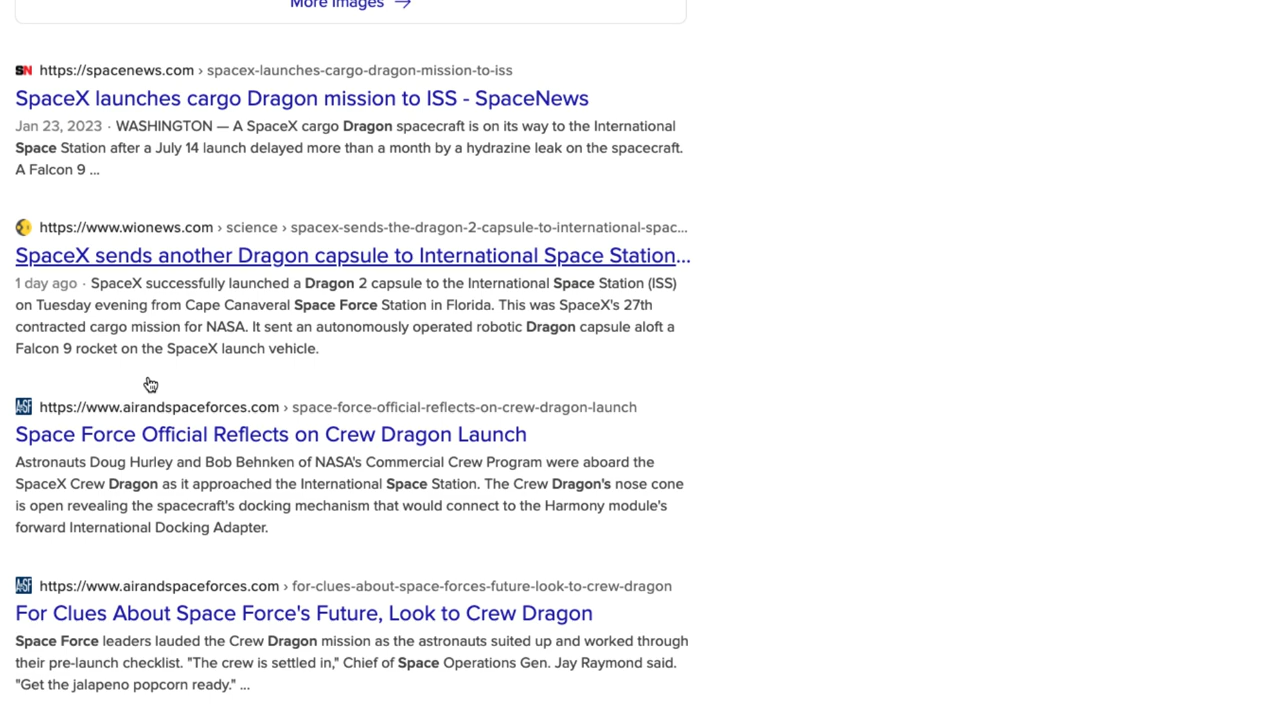 More Images →
SN https://spacenews.com › spacex-launches-cargo-dragon-mission-to-iss
SpaceX launches cargo Dragon mission to ISS - SpaceNews
Jan 23, 2023 · WASHINGTON — A SpaceX cargo Dragon spacecraft is on its way to the International
Space Station after a July 14 launch delayed more than a month by a hydrazine leak on the spacecraft.
A Falcon 9 ...
https://www.wionews.com › science › spacex-sends-the-dragon-2-capsule-to-international-spac...
SpaceX sends another Dragon capsule to International Space Station...
1 day ago · SpaceX successfully launched a Dragon 2 capsule to the International Space Station (ISS)
on Tuesday evening from Cape Canaveral Space Force Station in Florida. This was SpaceX's 27th
contracted cargo mission for NASA. It sent an autonomously operated robotic Dragon capsule aloft a
Falcon 9 rocket on the SpaceX launch vehicle.
A&SF https://www.airandspaceforces.com › space-force-official-reflects-on-crew-dragon-launch
Space Force Official Reflects on Crew Dragon Launch
Astronauts Doug Hurley and Bob Behnken of NASA's Commercial Crew Program were aboard the
SpaceX Crew Dragon as it approached the International Space Station. The Crew Dragon's nose cone
is open revealing the spacecraft's docking mechanism that would connect to the Harmony module's
forward International Docking Adapter.
A&SF https://www.airandspaceforces.com › for-clues-about-space-forces-future-look-to-crew-dragon
For Clues About Space Force's Future, Look to Crew Dragon
Space Force leaders lauded the Crew Dragon mission as the astronauts suited up and worked through
their pre-launch checklist. "The crew is settled in," Chief of Space Operations Gen. Jay Raymond said.
"Get the jalapeno popcorn ready." ...